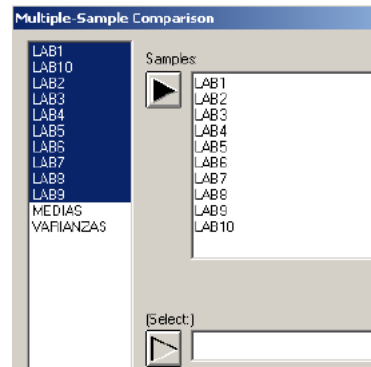 Multiple-Sample Comparison
LAB1
LAB10
LAB2
LAB3
LAB4
LAB5
LAB6
LAB7
LAB8
LAB9
MEDIAS
VARIANZAS
Samples:
LAB1
LAB2
LAB3
LAB4
LAB5
LAB6
LAB7
LAB8
LAB9
LAB10
(Select:)